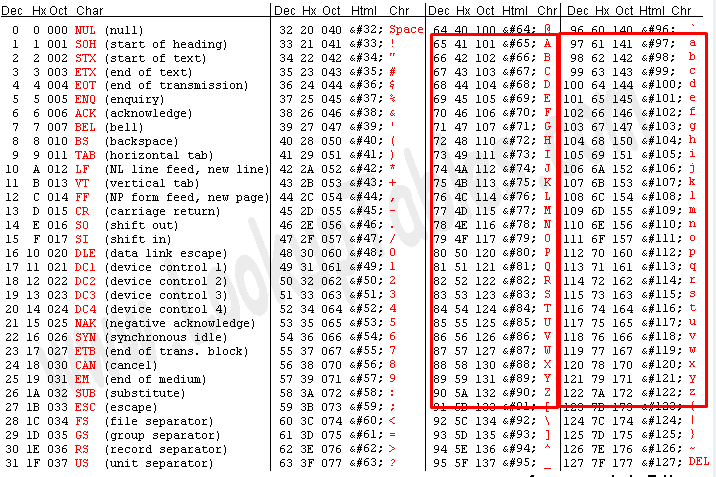 Dec Hx Oct Char Dec Hx Oct Html Chr Dec Hx Oct Html Chr Dec Hx Oct Html Chr
0 0 000 NUL (null) 32 20 040 &#32; Space 64 40 100 &#64; @ 96 60 140 &#96; `
1 1 001 SOH (start of heading) 33 21 041 &#33; ! 65 41 101 &#65; A 97 61 141 &#97; a
2 2 002 STX (start of text) 34 22 042 &#34; " 66 42 102 &#66; B 98 62 142 &#98; b
3 3 003 ETX (end of text) 35 23 043 &#35; # 67 43 103 &#67; C 99 63 143 &#99; c
4 4 004 EOT (end of transmission) 36 24 044 &#36; $ 68 44 104 &#68; D 100 64 144 &#100; d
5 5 005 ENQ (enquiry) 37 25 045 &#37; % 69 45 105 &#69; E 101 65 145 &#101; e
6 6 006 ACK (acknowledge) 38 26 046 &#38; & 70 46 106 &#70; F 102 66 146 &#102; f
7 7 007 BEL (bell) 39 27 047 &#39; ' 71 47 107 &#71; G 103 67 147 &#103; g
8 8 010 BS (backspace) 40 28 050 &#40; ( 72 48 110 &#72; H 104 68 150 &#104; h
9 9 011 TAB (horizontal tab) 41 29 051 &#41; ) 73 49 111 &#73; I 105 69 151 &#105; i
10 A 012 LF (NL line feed, new line) 42 2A 052 &#42; * 74 4A 112 &#74; J 106 6A 152 &#106; j
11 B 013 VT (vertical tab) 43 2B 053 &#43; + 75 4B 113 &#75; K 107 6B 153 &#107; k
12 C 014 FF (NP form feed, new page) 44 2C 054 &#44; , 76 4C 114 &#76; L 108 6C 154 &#108; l
13 D 015 CR (carriage return) 45 2D 055 &#45; - 77 4D 115 &#77; M 109 6D 155 &#109; m
14 E 016 SO (shift out) 46 2E 056 &#46; . 78 4E 116 &#78; N 110 6E 156 &#110; n
15 F 017 SI (shift in) 47 2F 057 &#47; / 79 4F 117 &#79; O 111 6F 157 &#111; o
16 10 020 DLE (data link escape) 48 30 060 &#48; 0 80 50 120 &#80; P 112 70 160 &#112; p
17 11 021 DC1 (device control 1) 49 31 061 &#49; 1 81 51 121 &#81; Q 113 71 161 &#113; q
18 12 022 DC2 (device control 2) 50 32 062 &#50; 2 82 52 122 &#82; R 114 72 162 &#114; r
19 13 023 DC3 (device control 3) 51 33 063 &#51; 3 83 53 123 &#83; S 115 73 163 &#115; s
20 14 024 DC4 (device control 4) 52 34 064 &#52; 4 84 54 124 &#84; T 116 74 164 &#116; t
21 15 025 NAK (negative acknowledge) 53 35 065 &#53; 5 85 55 125 &#85; U 117 75 165 &#117; u
22 16 026 SYN (synchronous idle) 54 36 066 &#54; 6 86 56 126 &#86; V 118 76 166 &#118; v
23 17 027 ETB (end of trans. block) 55 37 067 &#55; 7 87 57 127 &#87; W 119 77 167 &#119; w
24 18 030 CAN (cancel) 56 38 070 &#56; 8 88 58 130 &#88; X 120 78 170 &#120; x
25 19 031 EM (end of medium) 57 39 071 &#57; 9 89 59 131 &#89; Y 121 79 171 &#121; y
26 1A 032 SUB (substitute) 58 3A 072 &#58; : 90 5A 132 &#90; Z 122 7A 172 &#122; z
27 1B 033 ESC (escape) 59 3B 073 &#59; ; 91 5B 133 &#91; [ 123 7B 173 &#123; {
28 1C 034 FS (file separator) 60 3C 074 &#60; < 92 5C 134 &#92; \ 124 7C 174 &#124; |
29 1D 035 GS (group separator) 61 3D 075 &#61; = 93 5D 135 &#93; ] 125 7D 175 &#125; }
30 1E 036 RS (record separator) 62 3E 076 &#62; > 94 5E 136 &#94; ^ 126 7E 176 &#126; ~
31 1F 037 US (unit separator) 63 3F 077 &#63; ? 95 5F 137 &#95; _ 127 7F 177 &#127; DEL